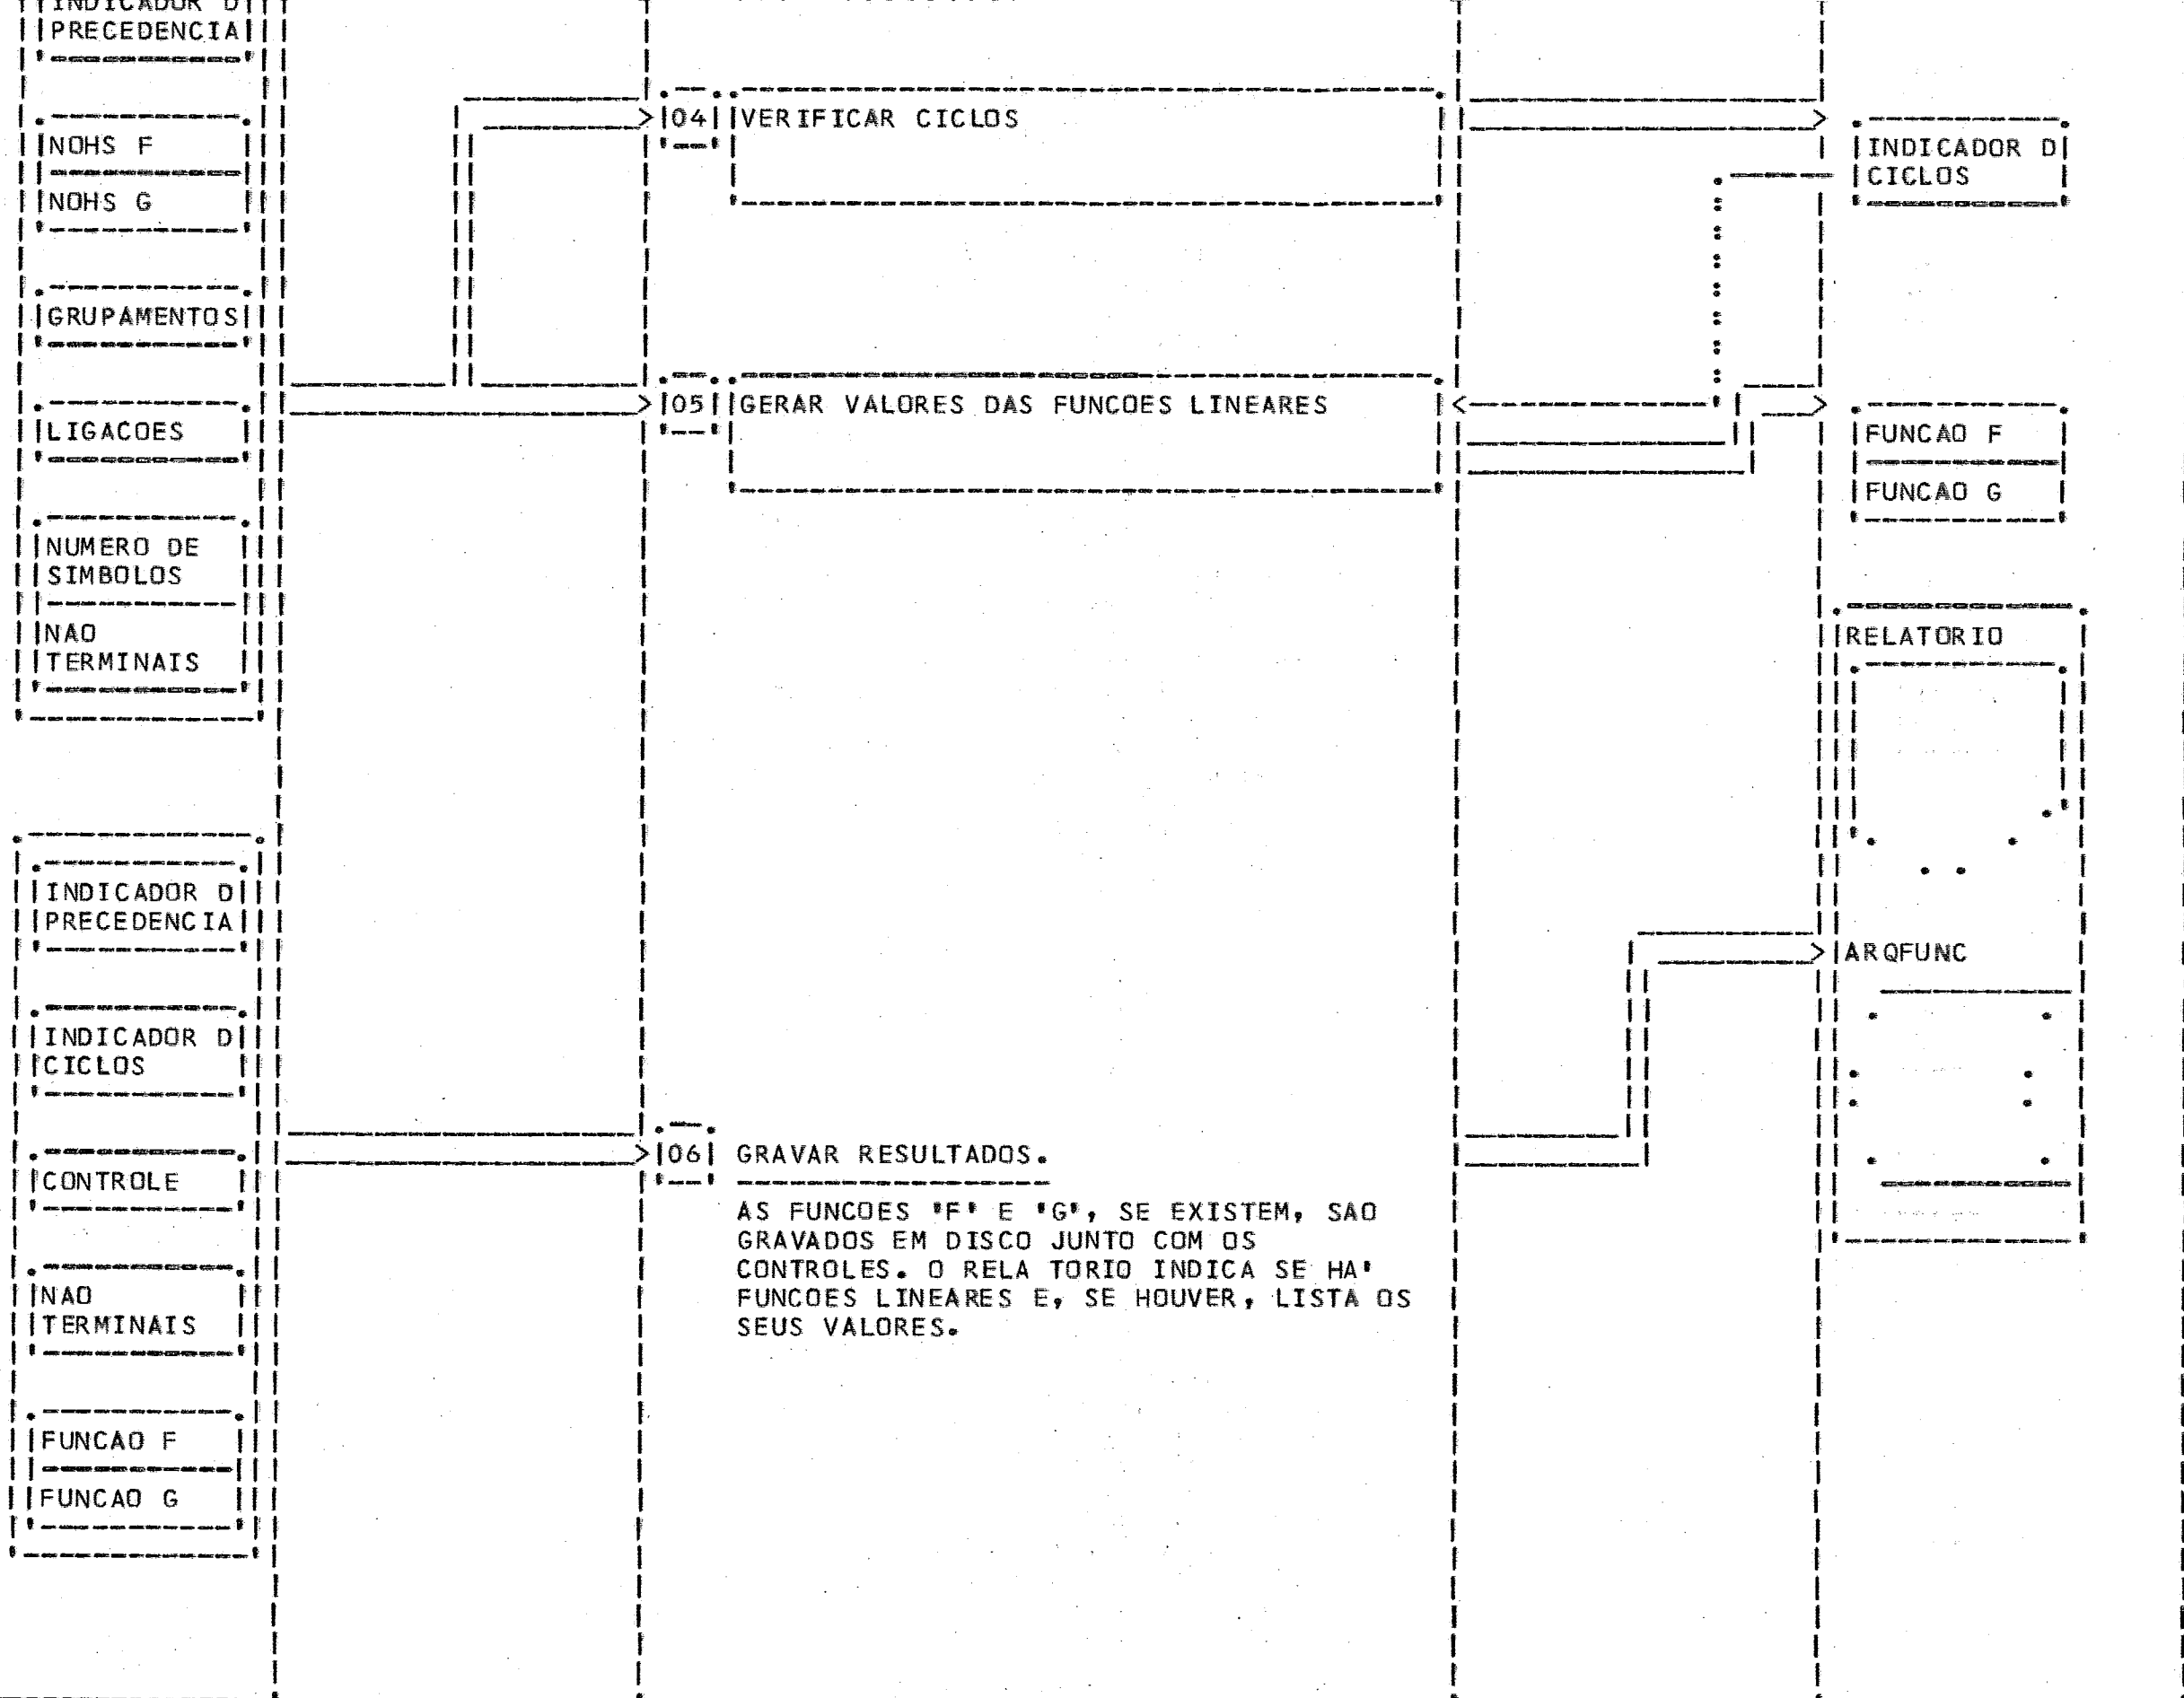 INDICADOR D
PRECEDENCIA
NOHS F
NOHS G
GRUPAMENTOS
LIGACOES
NUMERO DE
SIMBOLOS
NAO
TERMINAIS
04 VERIFICAR CICLOS
INDICADOR D
CICLOS
05 GERAR VALORES DAS FUNCOES LINEARES
FUNCAO F
FUNCAO G
RELATORIO
ARQFUNC
INDICADOR D
PRECEDENCIA
INDICADOR D
CICLOS
CONTROLE
NAO
TERMINAIS
FUNCAO F
FUNCAO G
06 GRAVAR RESULTADOS.
AS FUNCOES 'F' E 'G', SE EXISTEM, SAO
GRAVADOS EM DISCO JUNTO COM OS
CONTROLES. O RELA TORIO INDICA SE HA'
FUNCOES LINEARES E, SE HOUVER, LISTA OS
SEUS VALORES.